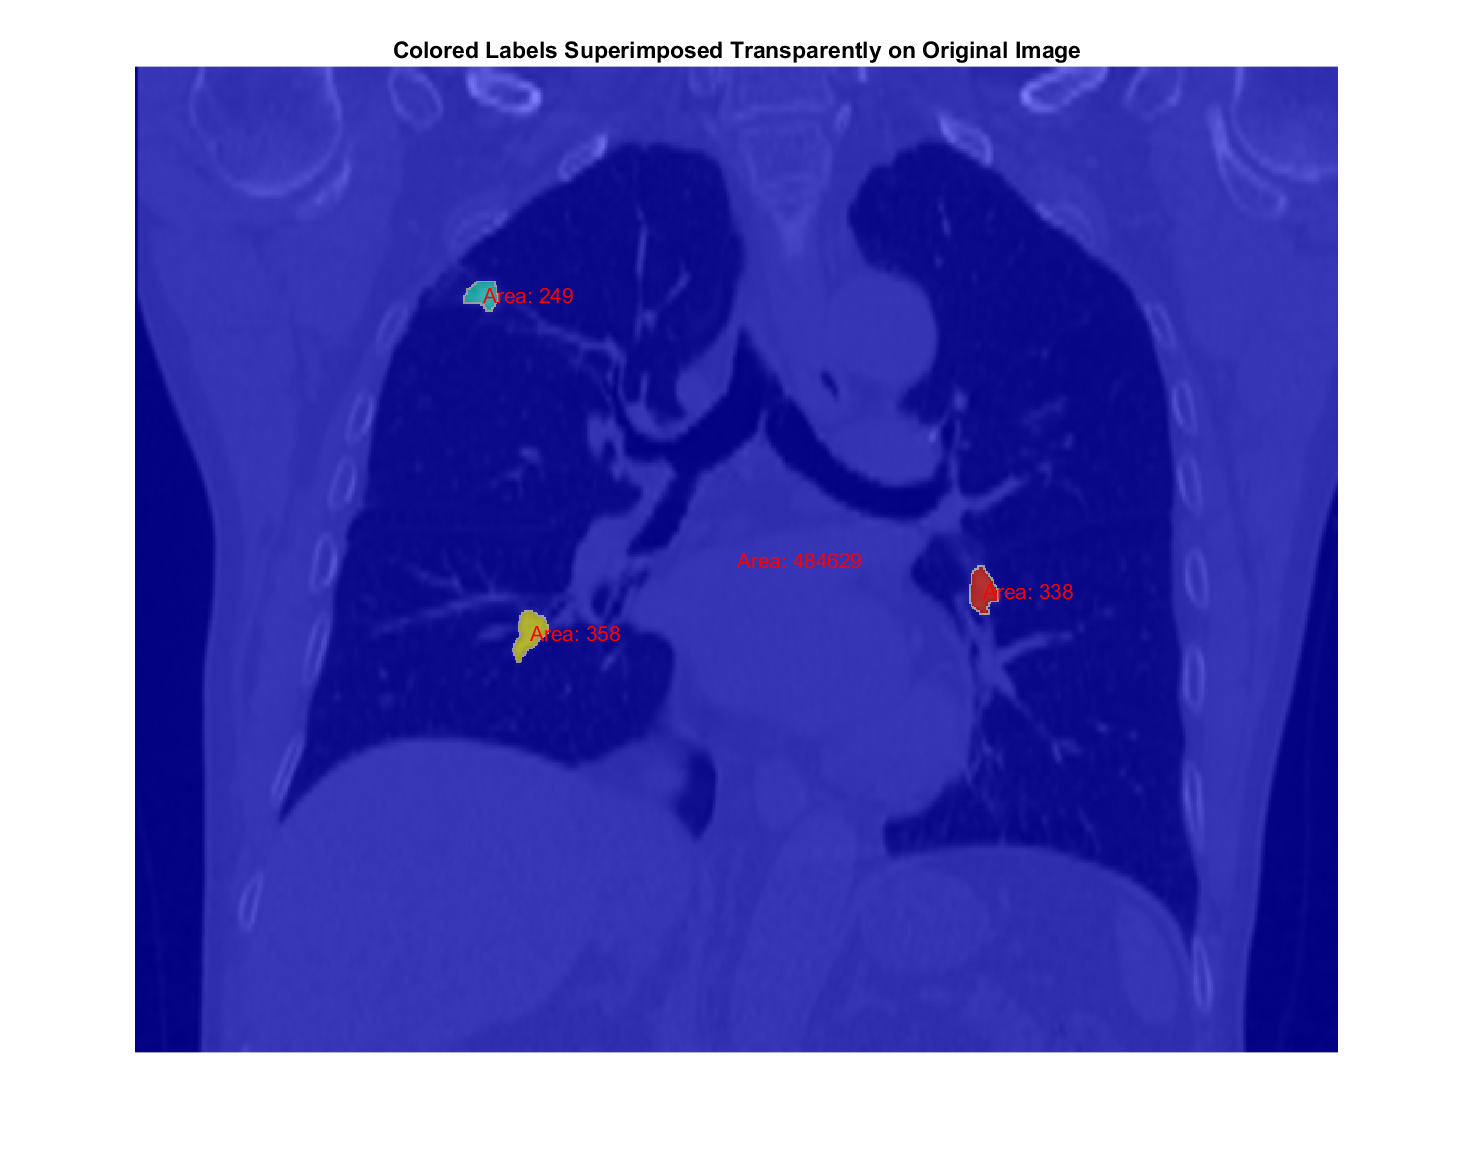 Colored Labels Superimposed Transparently on Original Image
Area: 249
Area: 484629
Area: 338
Area: 358